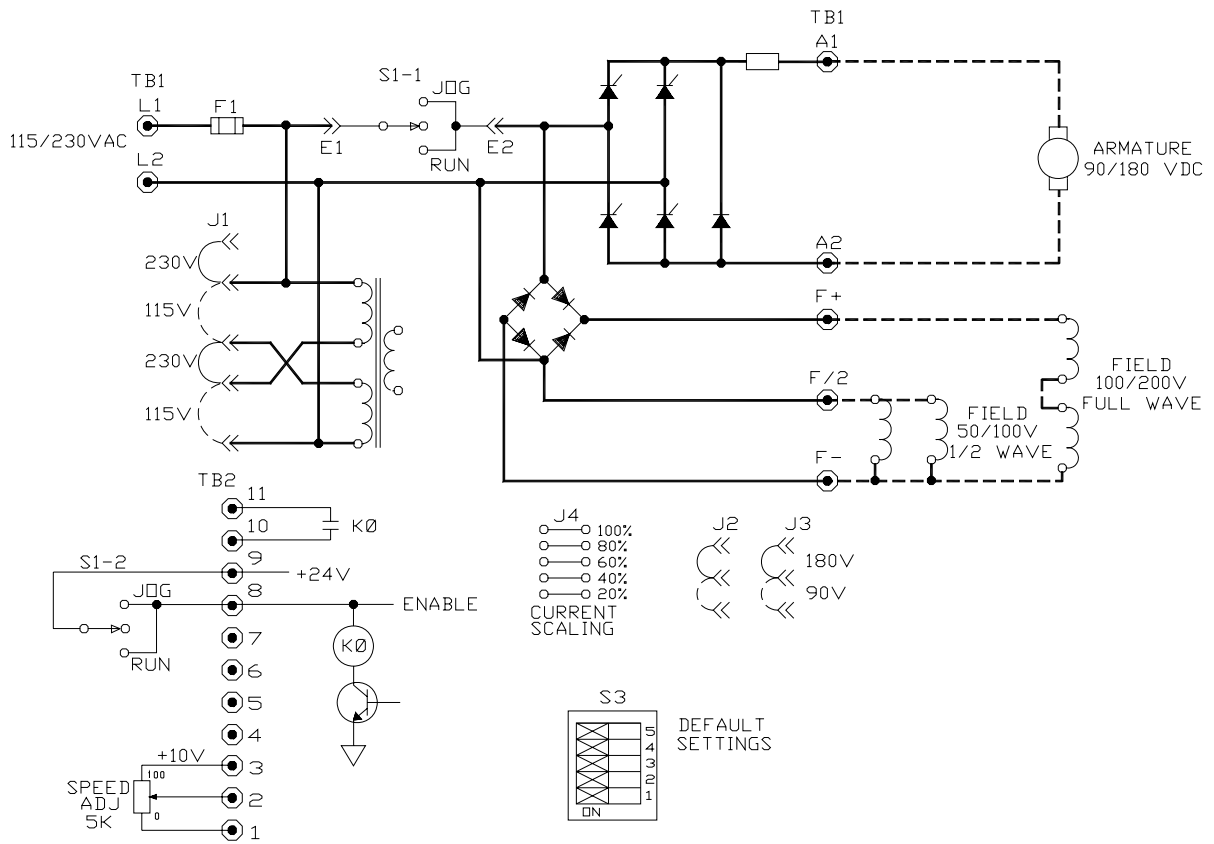 TB1
L1
F1
115/230VAC
L2
S1-1
JOG
E1
E2
RUN
TB1
A1
ARMATURE
90/180 VDC
A2
J1
230V
115V
230V
115V
F+
F/2
F-
FIELD
50/100V
1/2 WAVE
FIELD
100/200V
FULL WAVE
TB2
11
10
K0
9
+24V
S1-2
JOG
RUN
8
ENABLE
K0
7
6
5
4
+10V
3
100
SPEED
ADJ
5K
2
0
1
J4
100%
80%
60%
40%
20%
CURRENT
SCALING
J2
J3
180V
90V
S3
5
4
3
2
1
ON
DEFAULT
SETTINGS